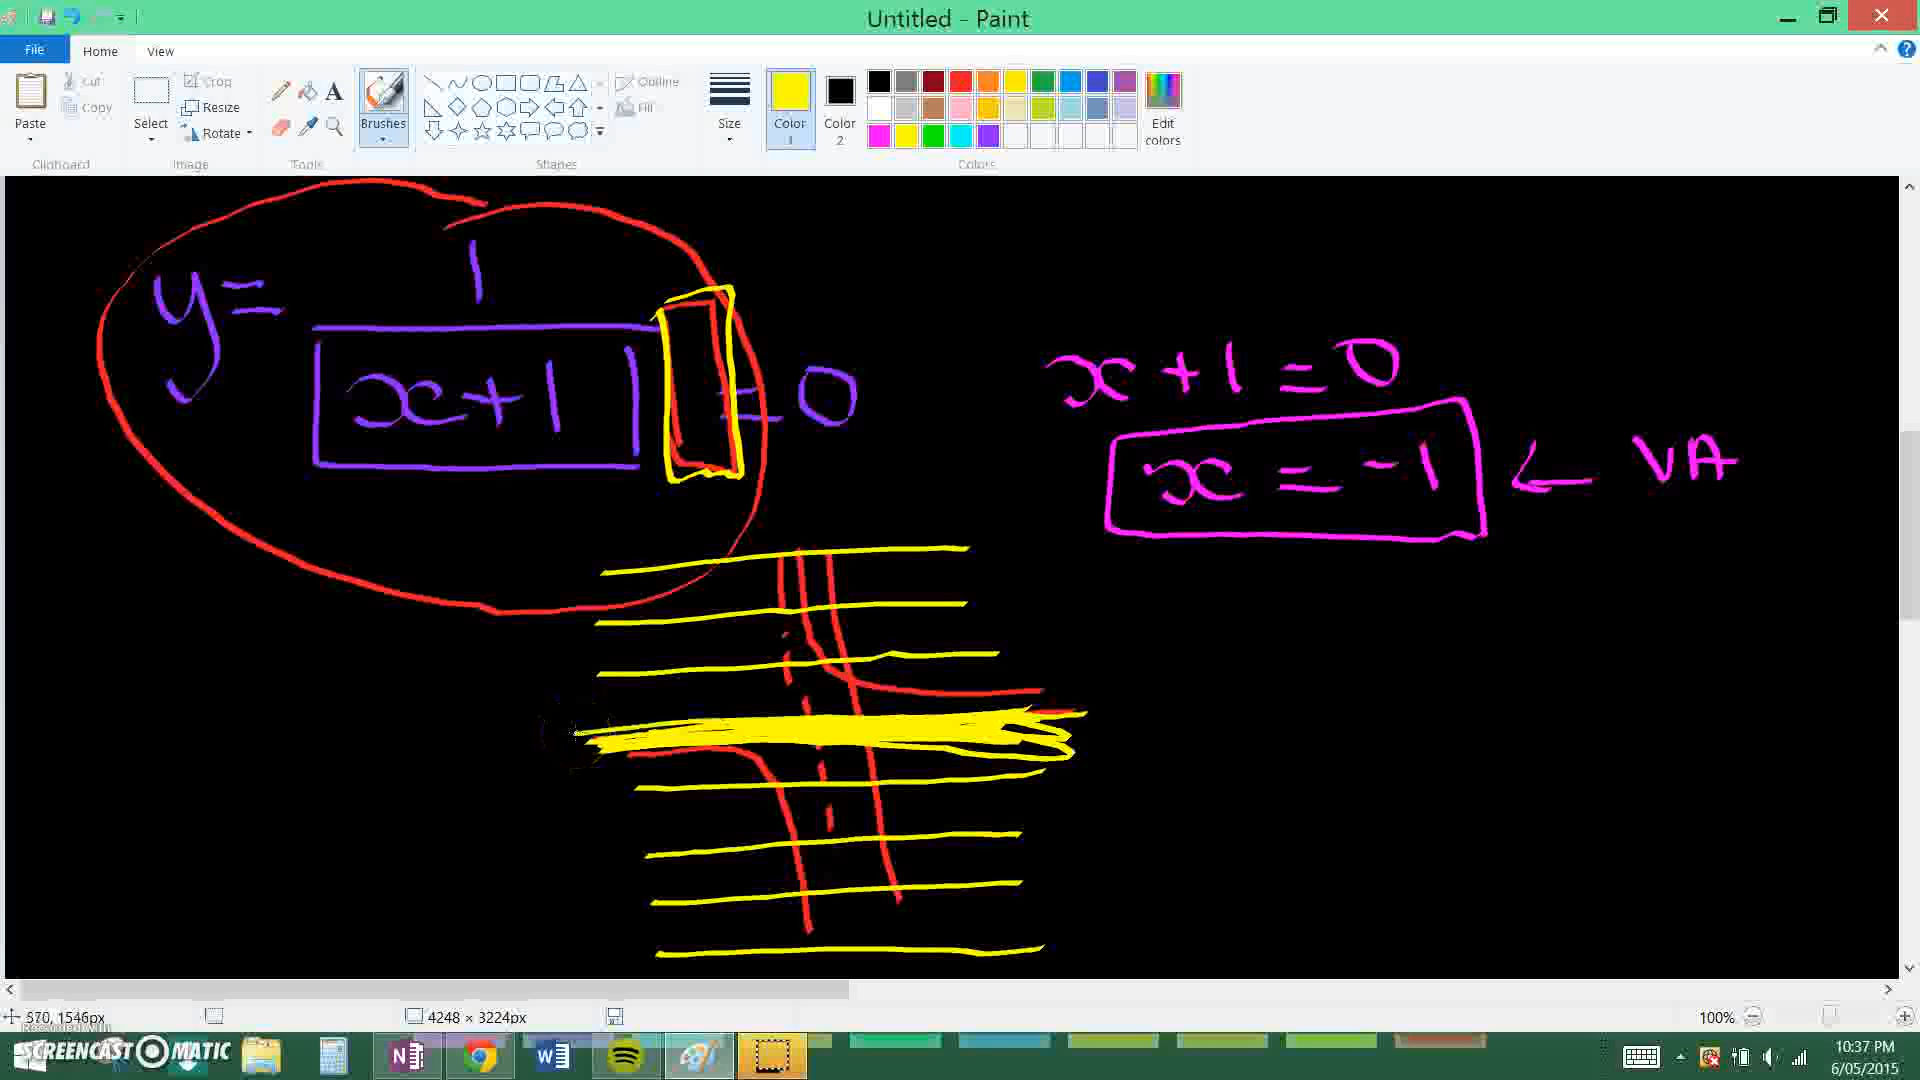 Untitled - Paint
File Home View
Paste
Cut
Copy
Clipboard
Select
Crop
Resize
Rotate
Image
A
Tools
Brushes
Outline
Fill
Shapes
Size
Color 1
Color 2
Edit colors
Colors
1
y=
x+1 = 0
x+1=0
x = -1 ← VA
570, 1546px
4248 × 3224px
100%
SCREENCAST MATIC
10:37 PM
6/05/2015